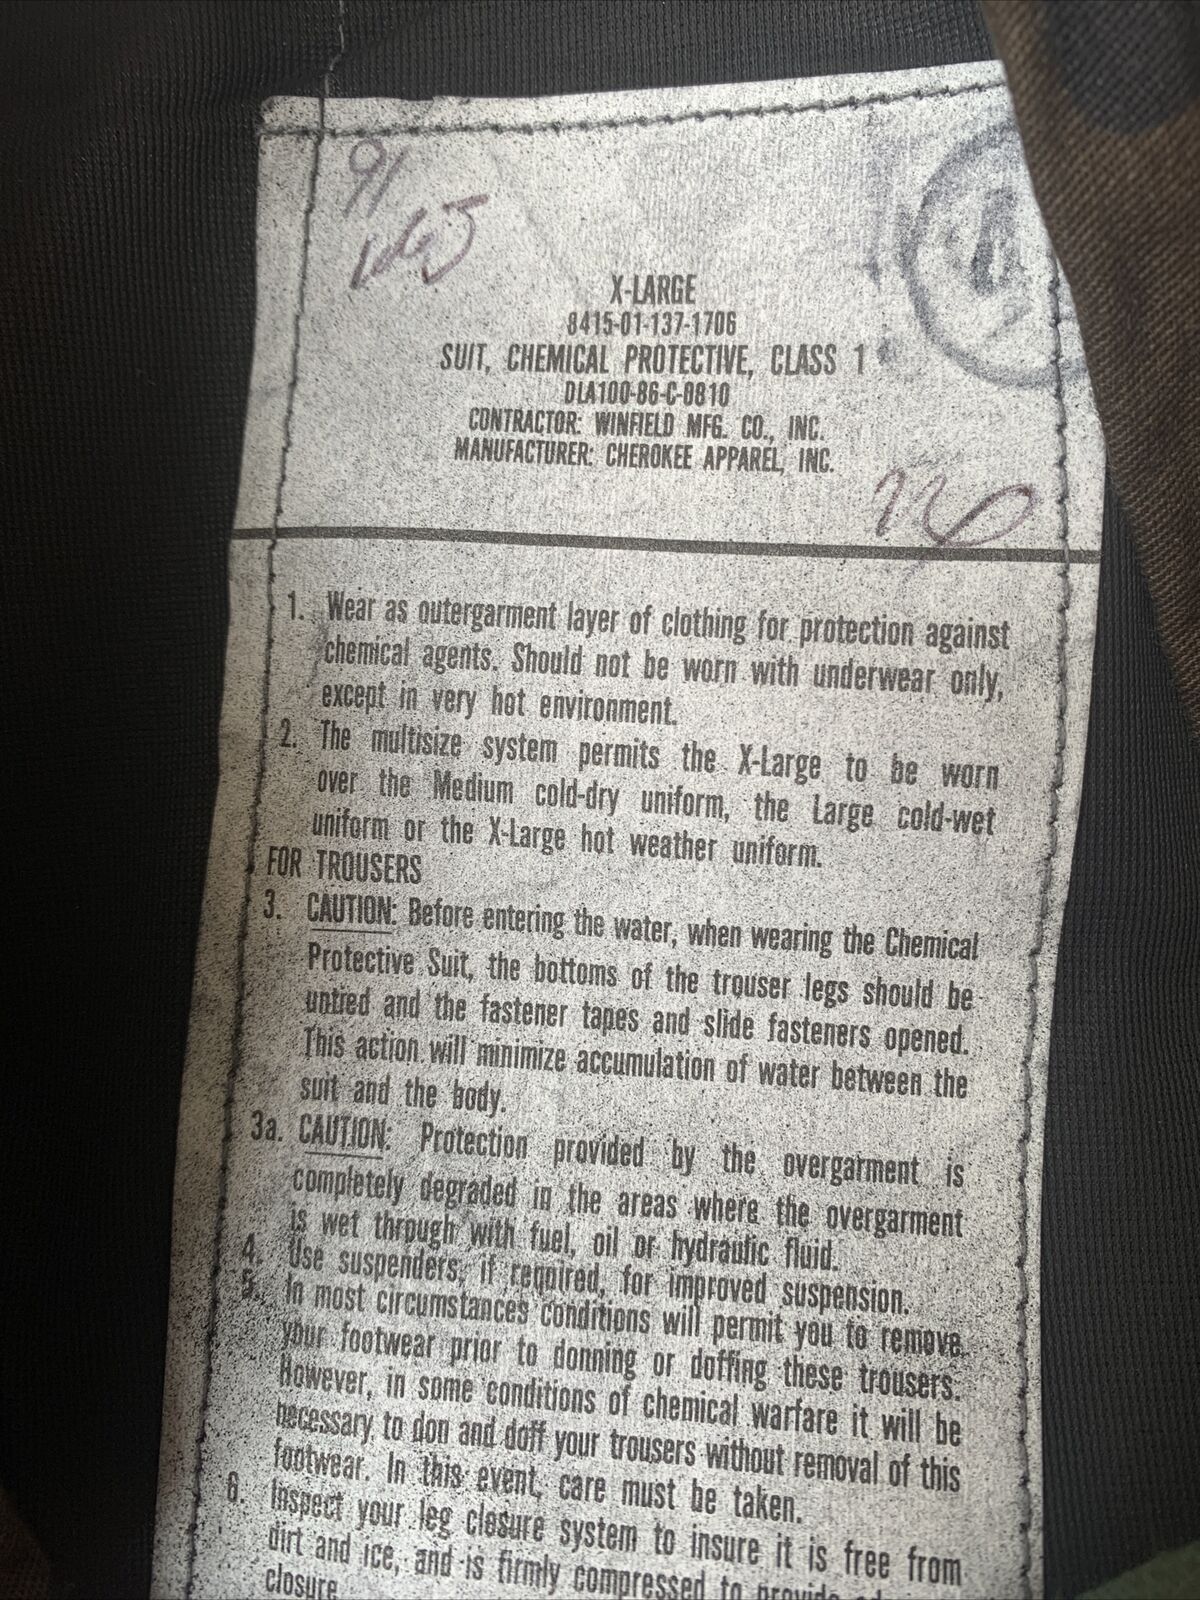 91
X-LARGE
8415-01-137-1706
SUIT, CHEMICAL PROTECTIVE, CLASS 1
DLA100-86-C-0810
CONTRACTOR: WINFIELD MFG. CO., INC.
MANUFACTURER: CHEROKEE APPAREL, INC.
1. Wear as outergarment layer of clothing for protection against
chemical agents. Should not be worn with underwear only,
except in very hot environment.
2. The multisize system permits the X-Large to be worn
over the Medium cold-dry uniform, the Large cold-wet
uniform or the X-Large hot weather uniform.
FOR TROUSERS
3. CAUTION: Before entering the water, when wearing the Chemical
Protective Suit, the bottoms of the trouser legs should be
untied and the fastener tapes and slide fasteners opened.
This action will minimize accumulation of water between the
suit and the body.
3a. CAUTION: Protection provided by the overgarment is
completely degraded in the areas where the overgarment
is wet through with fuel, oil or hydraulic fluid.
4. Use suspenders, if required, for improved suspension.
5. In most circumstances conditions will permit you to remove
your footwear prior to donning or doffing these trousers.
However, in some conditions of chemical warfare it will be
necessary to don and doff your trousers without removal of this
footwear. In this event, care must be taken.
6. Inspect your leg closure system to insure it is free from
dirt and ice, and is firmly compressed to provide
closure